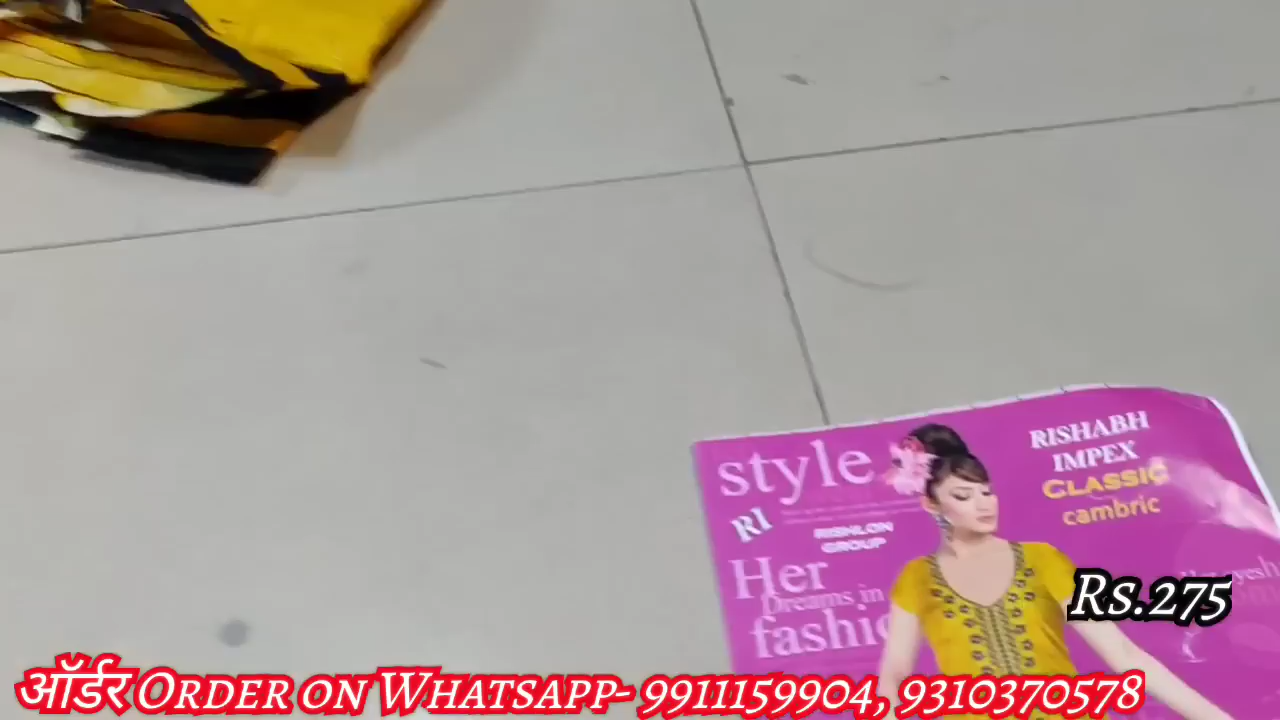 style
RI
RISHLON
GROUP
Her
Dreams in
fashio
RISHABH
IMPEX
CLASSIC
cambric
Rs.275
ऑर्डर ORDER ON WHATSAPP- 9911159904, 9310370578